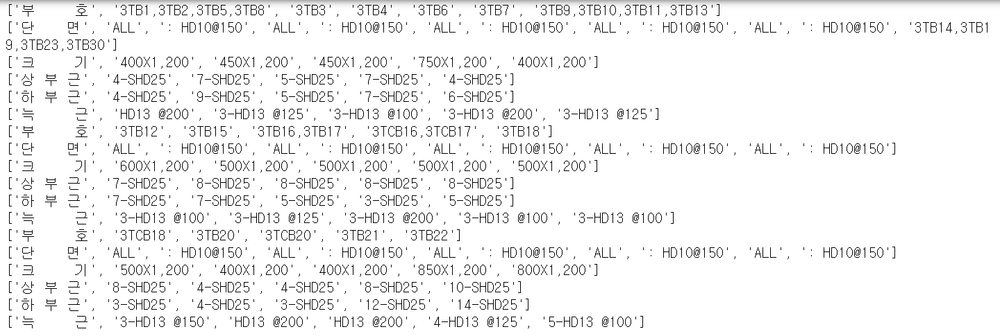 ['부      호', '3TB1,3TB2,3TB5,3TB8', '3TB3', '3TB4', '3TB6', '3TB7', '3TB9,3TB10,3TB11,3TB13']
['단      면', 'ALL', ': HD10@150', 'ALL', ': HD10@150', 'ALL', ': HD10@150', 'ALL', ': HD10@150', 'ALL', ': HD10@150', '3TB14,3TB1
9,3TB23,3TB30']
['크      기', '400X1,200', '450X1,200', '450X1,200', '750X1,200', '400X1,200']
['상 부 근', '4-SHD25', '7-SHD25', '5-SHD25', '7-SHD25', '4-SHD25']
['하 부 근', '4-SHD25', '9-SHD25', '5-SHD25', '7-SHD25', '6-SHD25']
['늑      근', 'HD13 @200', '3-HD13 @125', '3-HD13 @100', '3-HD13 @200', '3-HD13 @125']
['부      호', '3TB12', '3TB15', '3TB16,3TB17', '3TCB16,3TCB17', '3TB18']
['단      면', 'ALL', ': HD10@150', 'ALL', ': HD10@150', 'ALL', ': HD10@150', 'ALL', ': HD10@150', 'ALL', ': HD10@150']
['크      기', '600X1,200', '500X1,200', '500X1,200', '500X1,200', '500X1,200']
['상 부 근', '7-SHD25', '8-SHD25', '8-SHD25', '8-SHD25', '8-SHD25']
['하 부 근', '7-SHD25', '7-SHD25', '5-SHD25', '3-SHD25', '5-SHD25']
['늑      근', '3-HD13 @100', '3-HD13 @125', '3-HD13 @200', '3-HD13 @100', '3-HD13 @100']
['부      호', '3TCB18', '3TB20', '3TCB20', '3TB21', '3TB22']
['단      면', 'ALL', ': HD10@150', 'ALL', ': HD10@150', 'ALL', ': HD10@150', 'ALL', ': HD10@150', 'ALL', ': HD10@150']
['크      기', '500X1,200', '400X1,200', '400X1,200', '850X1,200', '800X1,200']
['상 부 근', '8-SHD25', '4-SHD25', '4-SHD25', '8-SHD25', '10-SHD25']
['하 부 근', '3-SHD25', '4-SHD25', '3-SHD25', '12-SHD25', '14-SHD25']
['늑      근', '3-HD13 @150', 'HD13 @200', 'HD13 @200', '4-HD13 @125', '5-HD13 @100']